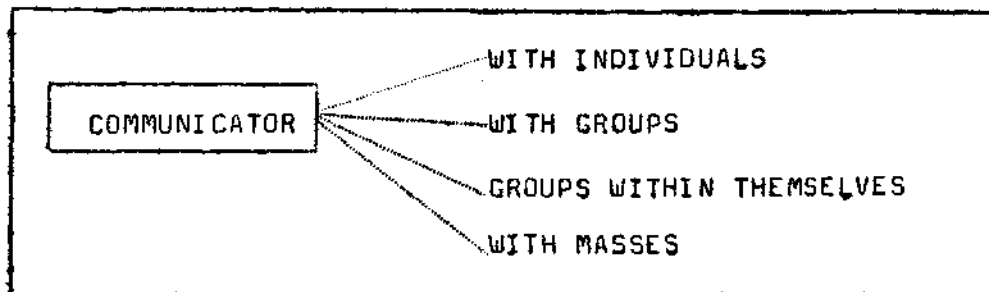 WITH INDIVIDUALS
COMMUNICATOR
WITH GROUPS
GROUPS WITHIN THEMSELVES
WITH MASSES